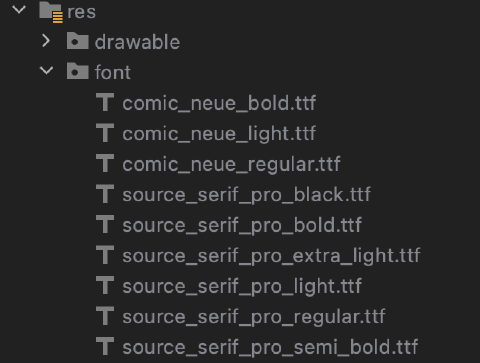 res
drawable
font
comic_neue_bold.ttf
comic_neue_light.ttf
comic_neue_regular.ttf
source_serif_pro_black.ttf
source_serif_pro_bold.ttf
source_serif_pro_extra_light.ttf
source_serif_pro_light.ttf
source_serif_pro_regular.ttf
source_serif_pro_semi_bold.ttf